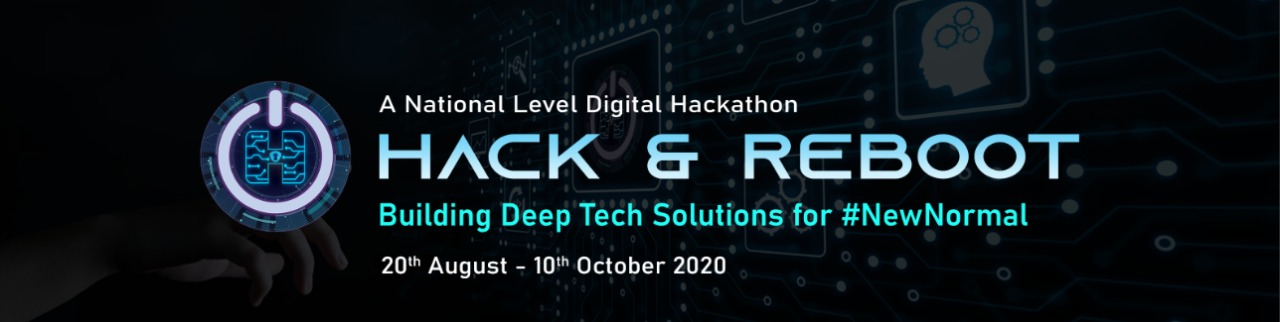 A National Level Digital Hackathon
HACK & REBOOT
Building Deep Tech Solutions for #NewNormal
20th August - 10th October 2020